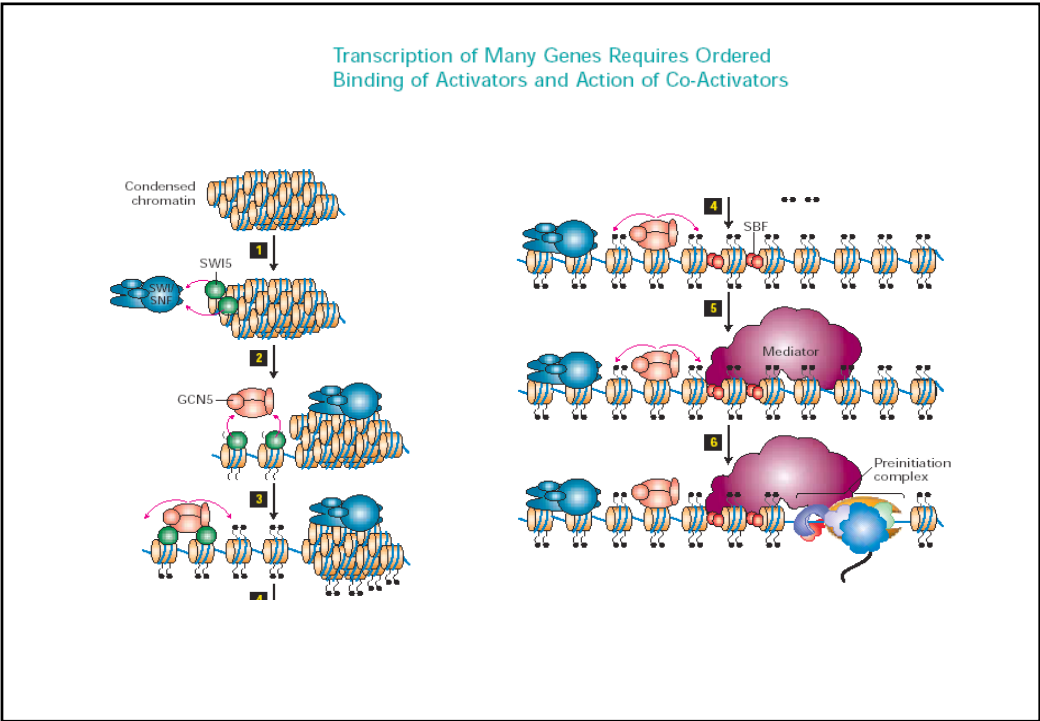 Transcription of Many Genes Requires Ordered
Binding of Activators and Action of Co-Activators
Condensed
chromatin
1
SWI5
SWI/
SNF
2
GCN5
3
4
4
SBF
5
Mediator
6
Preinitiation
complex